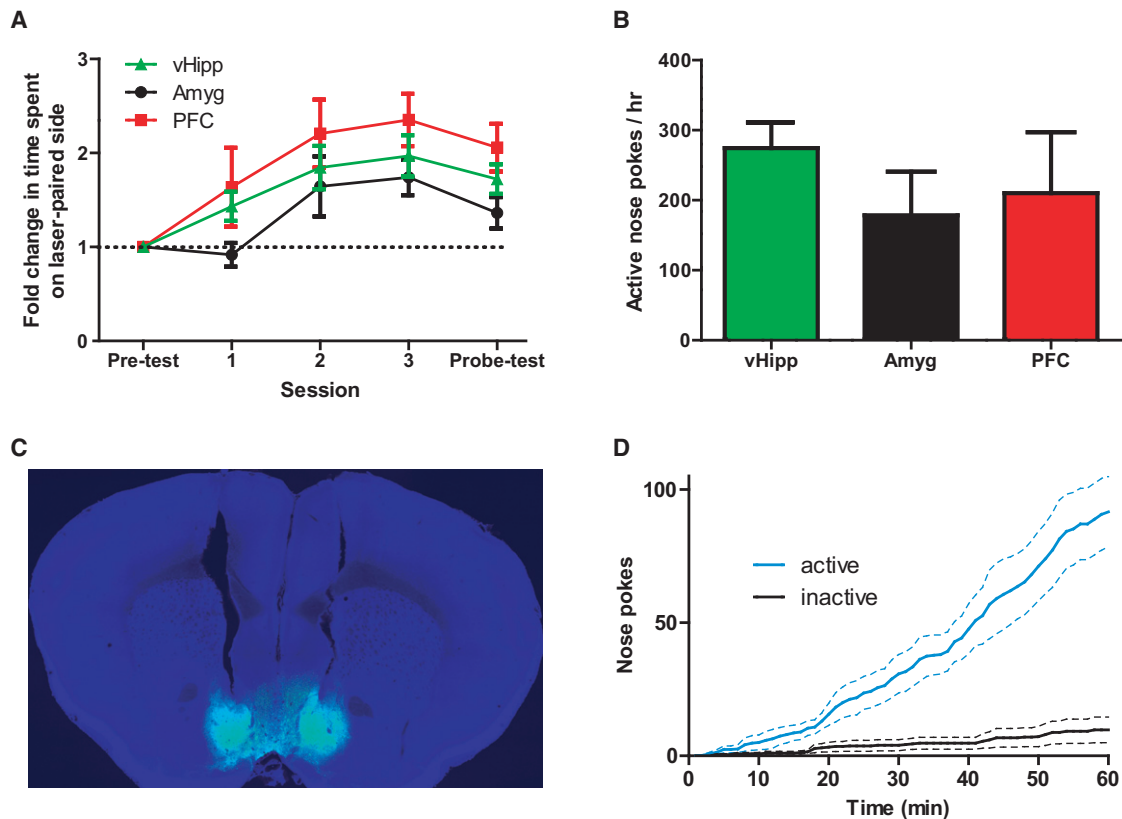 A
Fold change in time spent
on laser-paired side
3
2
1
0
vHipp
Amyg
PFC
Pre-test 1 2 3 Probe-test
Session
B
Active nose pokes / hr
400
300
200
100
0
vHipp Amyg PFC
C
D
Nose pokes
100
50
0
active
inactive
0 10 20 30 40 50 60
Time (min)